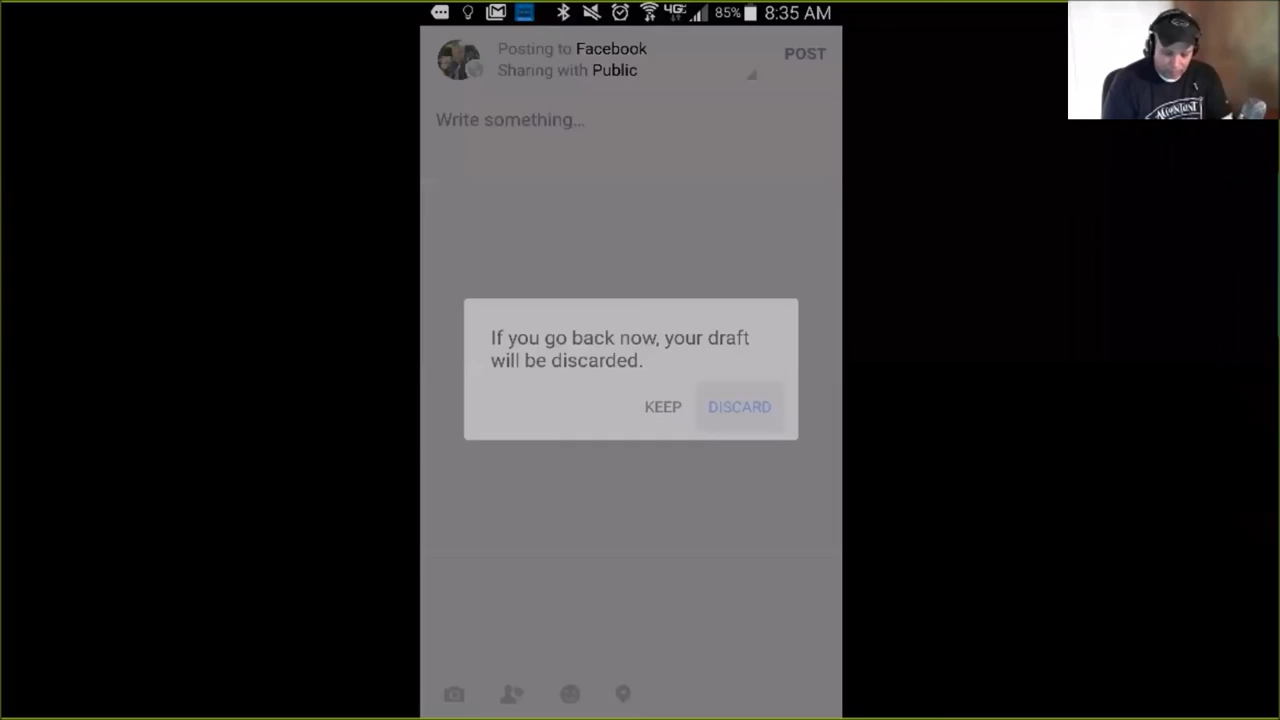 85% 8:35 AM
Posting to Facebook
Sharing with Public
POST
Write something...
If you go back now, your draft
will be discarded.
KEEP DISCARD
ACCOUNTANT